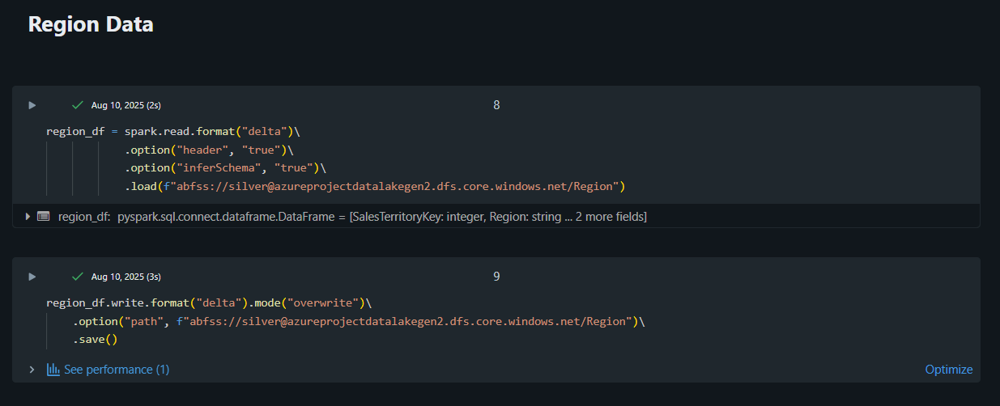 Region Data
Aug 10, 2025 (2s)
8
region_df = spark.read.format("delta")\
.option("header", "true")\
.option("inferSchema", "true")\
.load(f"abfss://silver@azureprojectdatalakegen2.dfs.core.windows.net/Region")
region_df: pyspark.sql.connect.dataframe.DataFrame = [SalesTerritoryKey: integer, Region: string ... 2 more fields]
Aug 10, 2025 (3s)
9
region_df.write.format("delta").mode("overwrite")\
.option("path", f"abfss://silver@azureprojectdatalakegen2.dfs.core.windows.net/Region")\
.save()
See performance (1)
Optimize